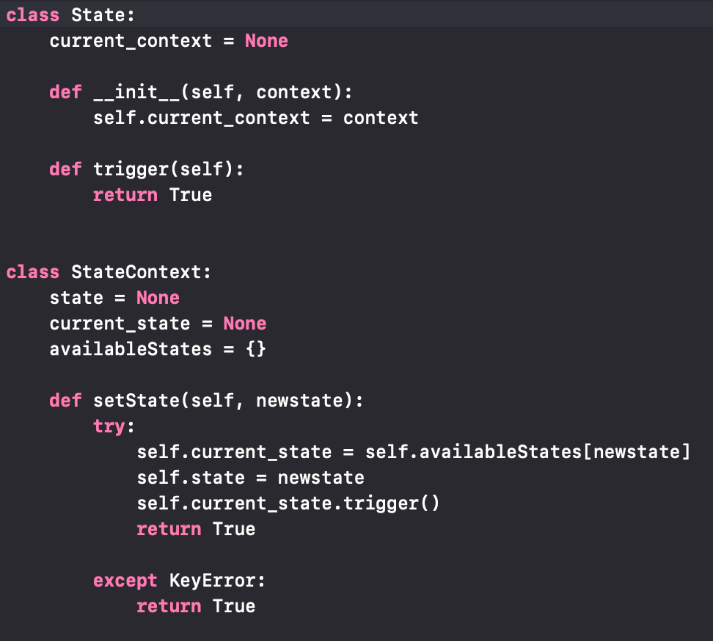 class State:
    current_context = None
    def __init__(self, context):
        self.current_context = context
    def trigger(self):
        return True
class StateContext:
    state = None
    current_state = None
    availableStates = {}
    def setState(self, newstate):
        try:
            self.current_state = self.availableStates[newstate]
            self.state = newstate
            self.current_state.trigger()
            return True
        except KeyError:
            return True